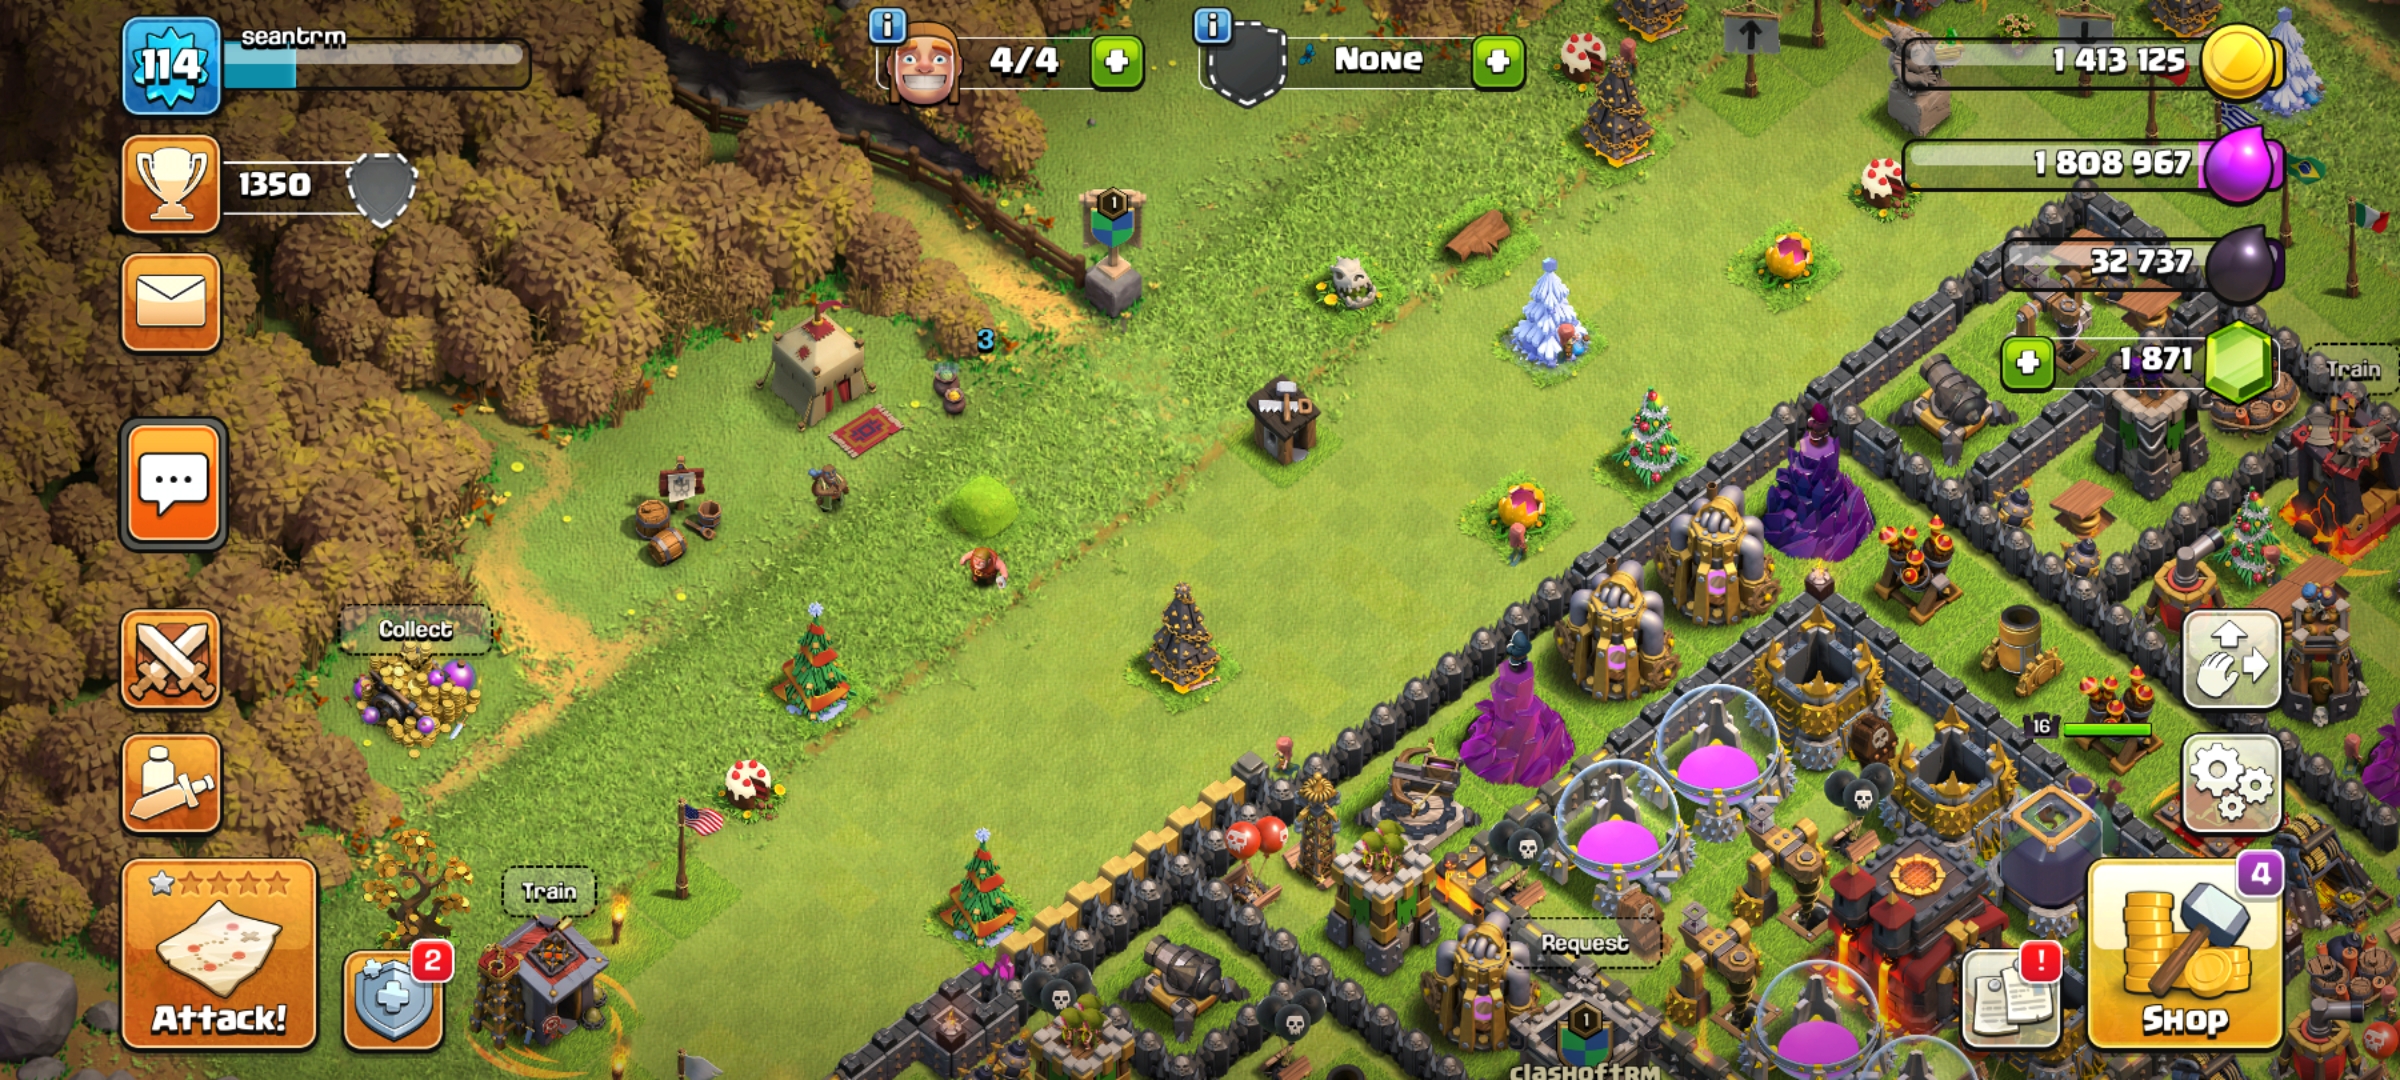 114
seantrm
4/4
None
1 413 125
1350
1
1 808 967
32 737
3
1 871
Train
Collect
16
Train
4
Request
2
!
Attack!
1
Shop
clashoftRM